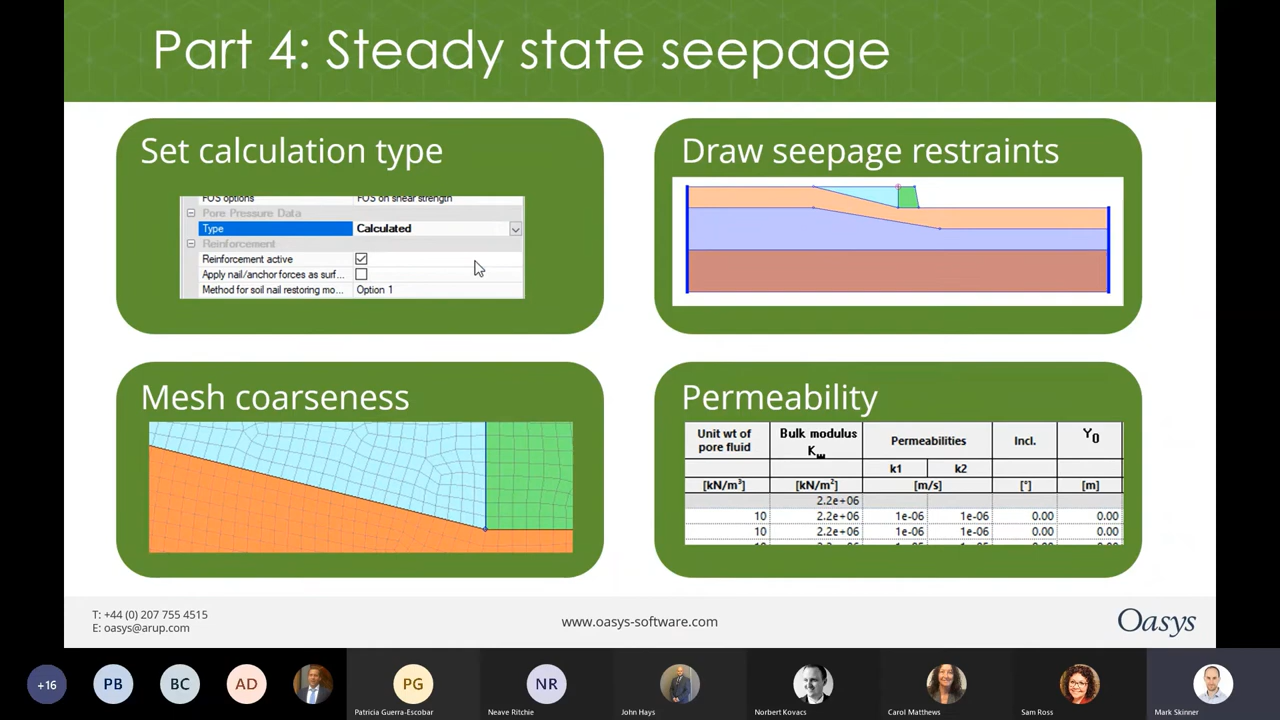 Part 4: Steady state seepage
Set calculation type
FOS options FOS on shear strength
Pore Pressure Data
Type Calculated
Reinforcement
Reinforcement active
Apply nail/anchor forces as surf...
Method for soil nail restoring mo... Option 1
Draw seepage restraints
Mesh coarseness
Permeability
Unit wt of pore fluid Bulk modulus Kw Permeabilities Incl. Y0
k1 k2
[kN/m³] [kN/m²] [m/s] [°] [m]
2.2e+06
10 2.2e+06 1e-06 1e-06 0.00 0.00
10 2.2e+06 1e-06 1e-06 0.00 0.00
T: +44 (0) 207 755 4515
E: oasys@arup.com
www.oasys-software.com
Oasys
+16 PB BC AD PG NR
Patricia Guerra-Escobar Neave Ritchie John Hays Norbert Kovacs Carol Matthews Sam Ross Mark Skinner